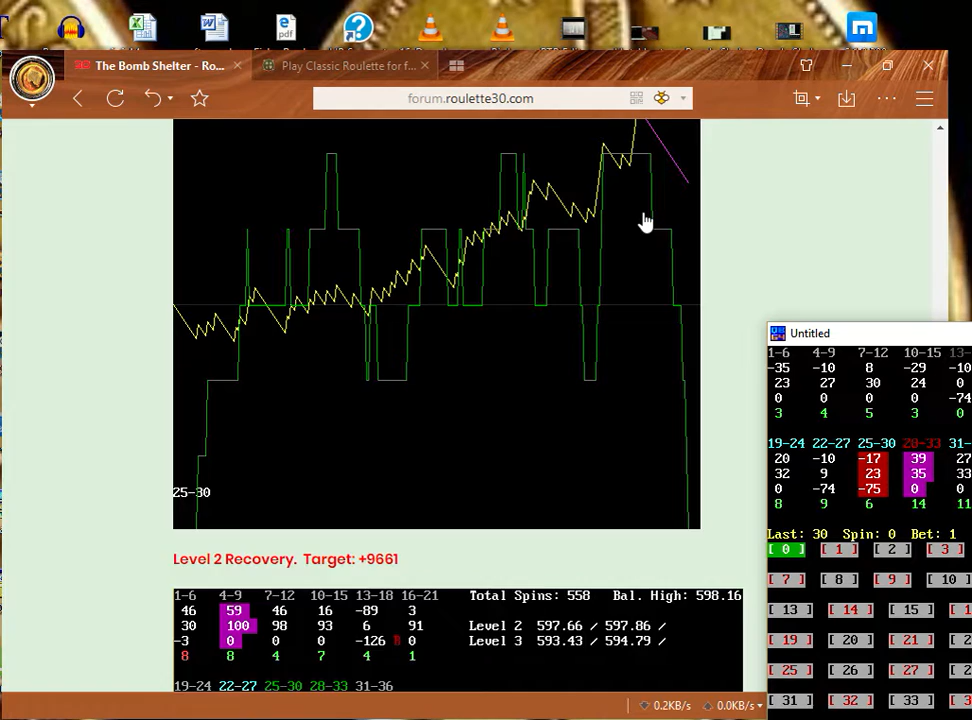 pdf
The Bomb Shelter - Ro...
Play Classic Roulette for f...
forum.roulette30.com
25-30
Level 2 Recovery. Target: +9661
1-6 4-9 7-12 10-15 13-18 16-21
46 59 46 16 -89 3
30 100 98 93 6 91
-3 0 0 0 -126 0
8 8 4 7 4 1
19-24 22-27 25-30 28-33 31-36
Total Spins: 558 Bal. High: 598.16
Level 2 597.66 / 597.86 /
Level 3 593.43 / 594.79 /
0.2KB/s 0.0KB/s
Untitled
1-6 4-9 7-12 10-15 13-
-35 -10 8 -29 -10
23 27 30 24 0
0 0 0 0 -74
3 4 5 3 0
19-24 22-27 25-30 28-33 31-
20 -10 -17 39 27
32 9 23 35 33
0 -74 -75 0
8 9 6 14 11
Last: 30 Spin: 0 Bet: 1
[ 0 ] [ 1 ] [ 2 ] [ 3 ]
[ 7 ] [ 8 ] [ 9 ] [ 10 ]
[ 13 ] [ 14 ] [ 15 ]
[ 19 ] [ 20 ] [ 21 ]
[ 25 ] [ 26 ] [ 27 ]
[ 31 ] [ 32 ] [ 33 ]